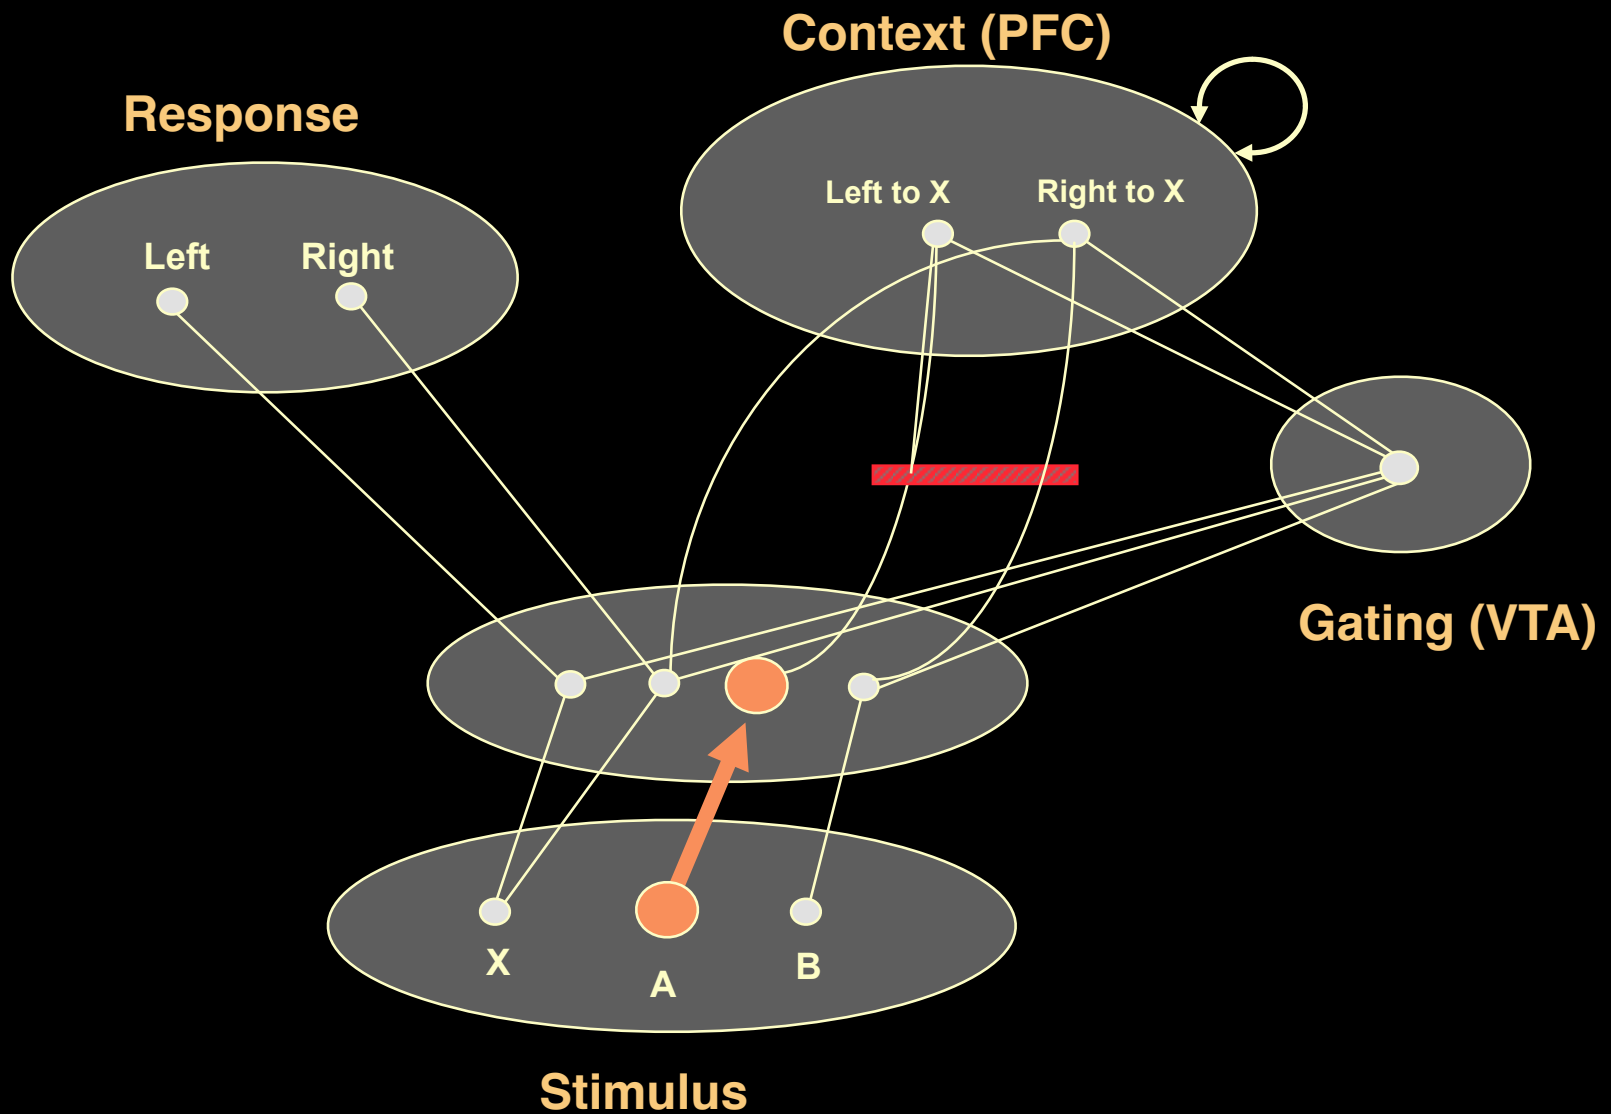 Context (PFC)
Response
Left to X
Right to X
Left
Right
Gating (VTA)
X
A
B
Stimulus